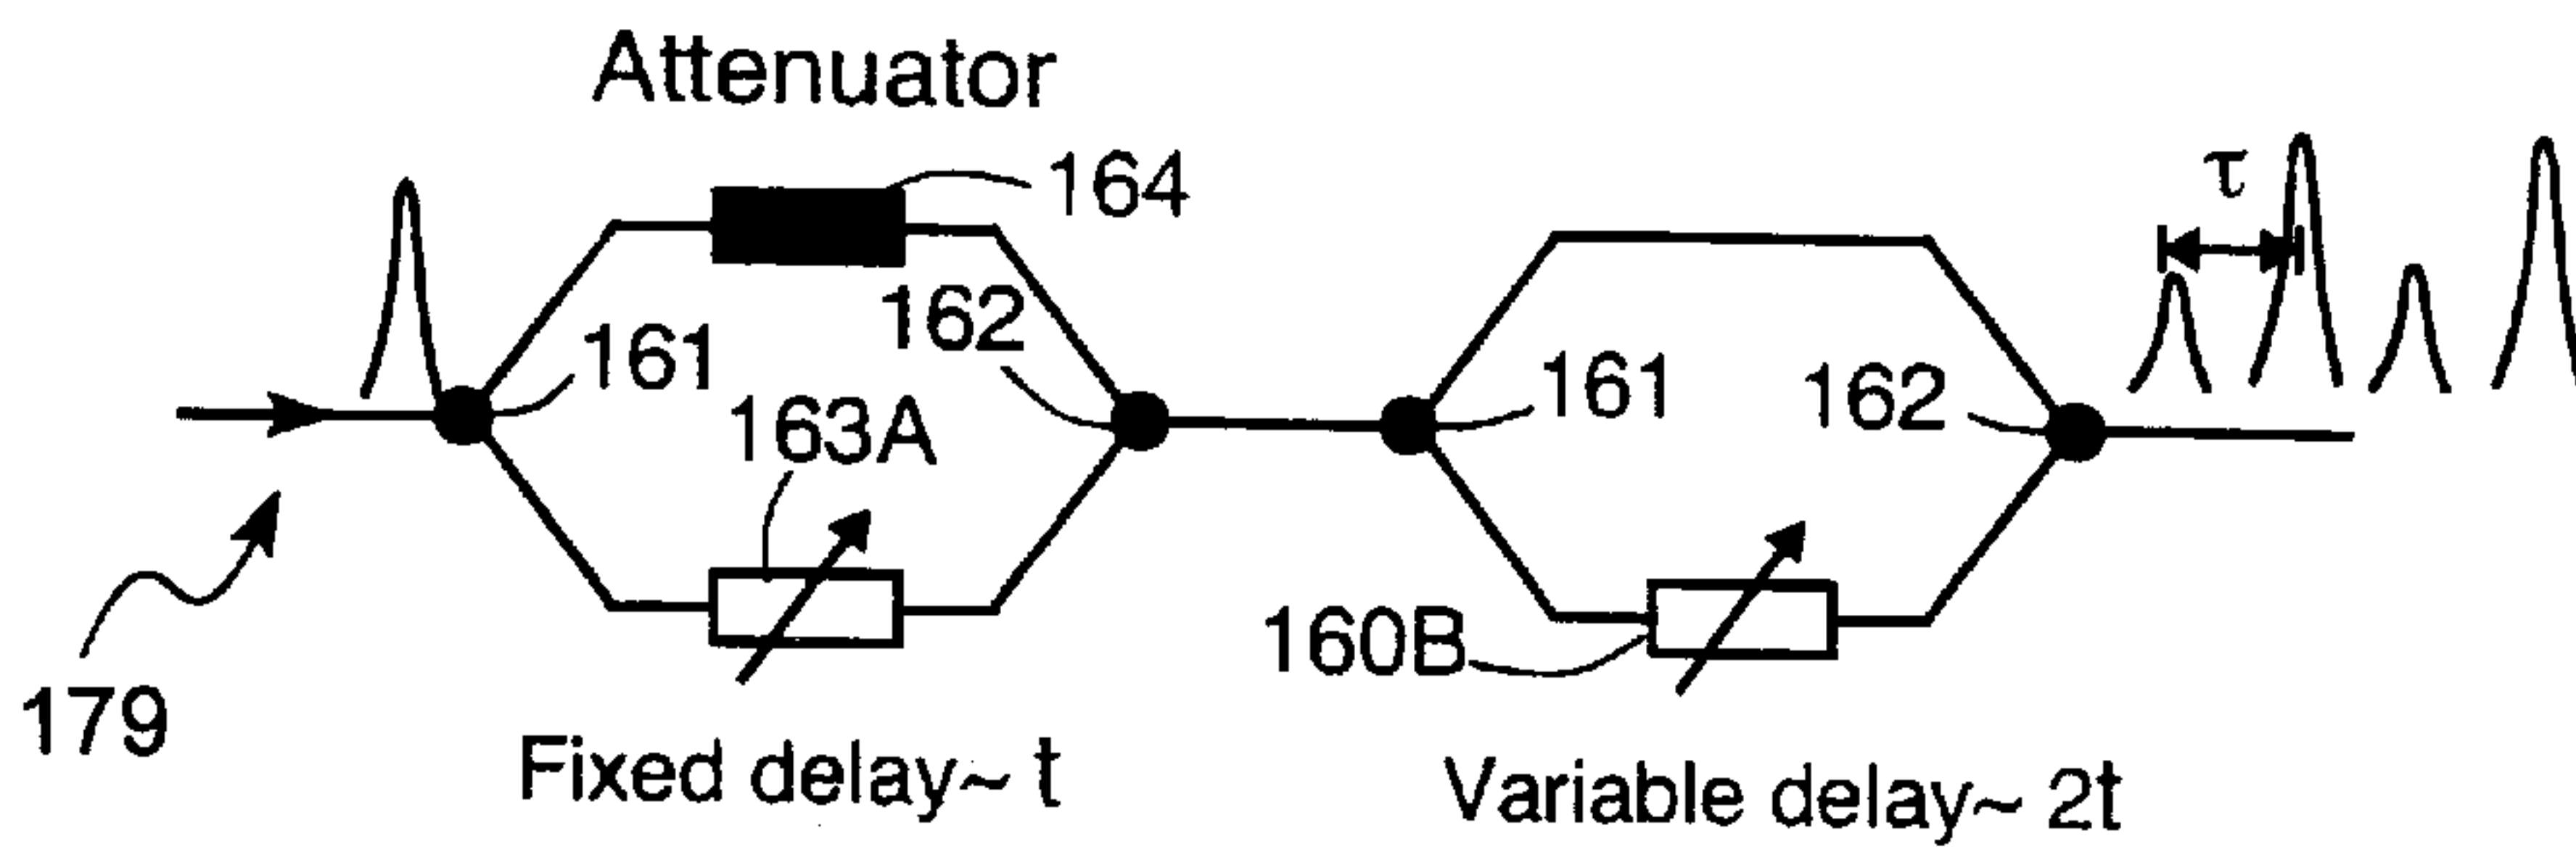 Attenuator
164
τ
161
162
163A
161
162
160B
179
Fixed delay~ t
Variable delay~ 2t